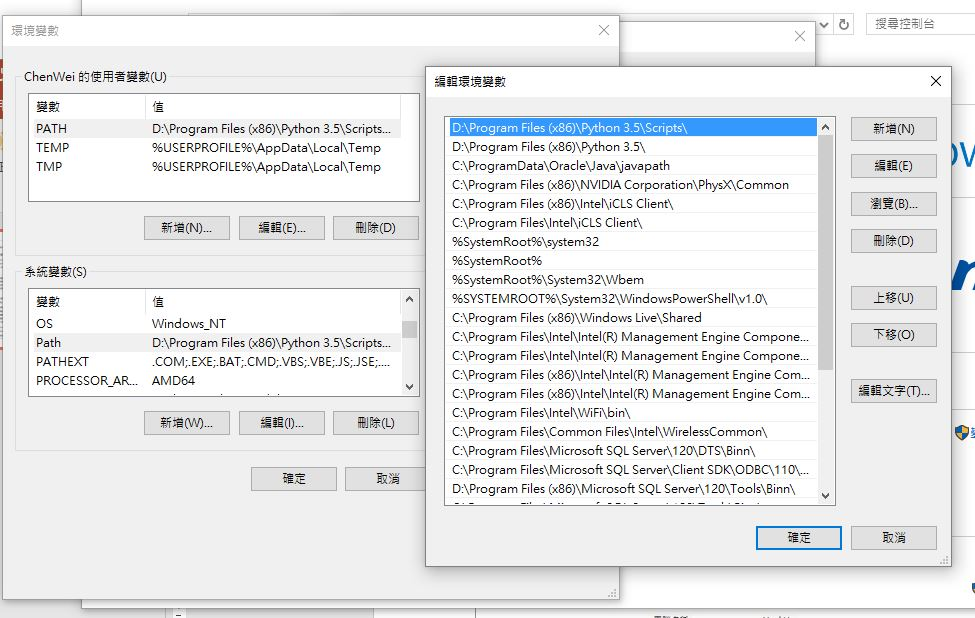 搜尋控制台
環境變數
ChenWei 的使用者變數(U)
變數 值
PATH D:\Program Files (x86)\Python 3.5\Scripts...
TEMP %USERPROFILE%\AppData\Local\Temp
TMP %USERPROFILE%\AppData\Local\Temp
新增(N)... 編輯(E)... 刪除(D)
系統變數(S)
變數 值
OS Windows_NT
Path D:\Program Files (x86)\Python 3.5\Scripts...
PATHEXT .COM;.EXE;.BAT;.CMD;.VBS;.VBE;.JS;.JSE;....
PROCESSOR_AR... AMD64
新增(W)... 編輯(I)... 刪除(L)
確定 取消
編輯環境變數
D:\Program Files (x86)\Python 3.5\Scripts\
D:\Program Files (x86)\Python 3.5\
C:\ProgramData\Oracle\Java\javapath
C:\Program Files (x86)\NVIDIA Corporation\PhysX\Common
C:\Program Files (x86)\Intel\iCLS Client\
C:\Program Files\Intel\iCLS Client\
%SystemRoot%\system32
%SystemRoot%
%SystemRoot%\System32\Wbem
%SYSTEMROOT%\System32\WindowsPowerShell\v1.0\
C:\Program Files (x86)\Windows Live\Shared
C:\Program Files\Intel\Intel(R) Management Engine Compone...
C:\Program Files\Intel\Intel(R) Management Engine Compone...
C:\Program Files (x86)\Intel\Intel(R) Management Engine Com...
C:\Program Files (x86)\Intel\Intel(R) Management Engine Com...
C:\Program Files\Intel\WiFi\bin\
C:\Program Files\Common Files\Intel\WirelessCommon\
C:\Program Files\Microsoft SQL Server\120\DTS\Binn\
C:\Program Files\Microsoft SQL Server\Client SDK\ODBC\110\...
D:\Program Files (x86)\Microsoft SQL Server\120\Tools\Binn\
新增(N)
編輯(E)
瀏覽(B)...
刪除(D)
上移(U)
下移(O)
編輯文字(T)...
確定 取消